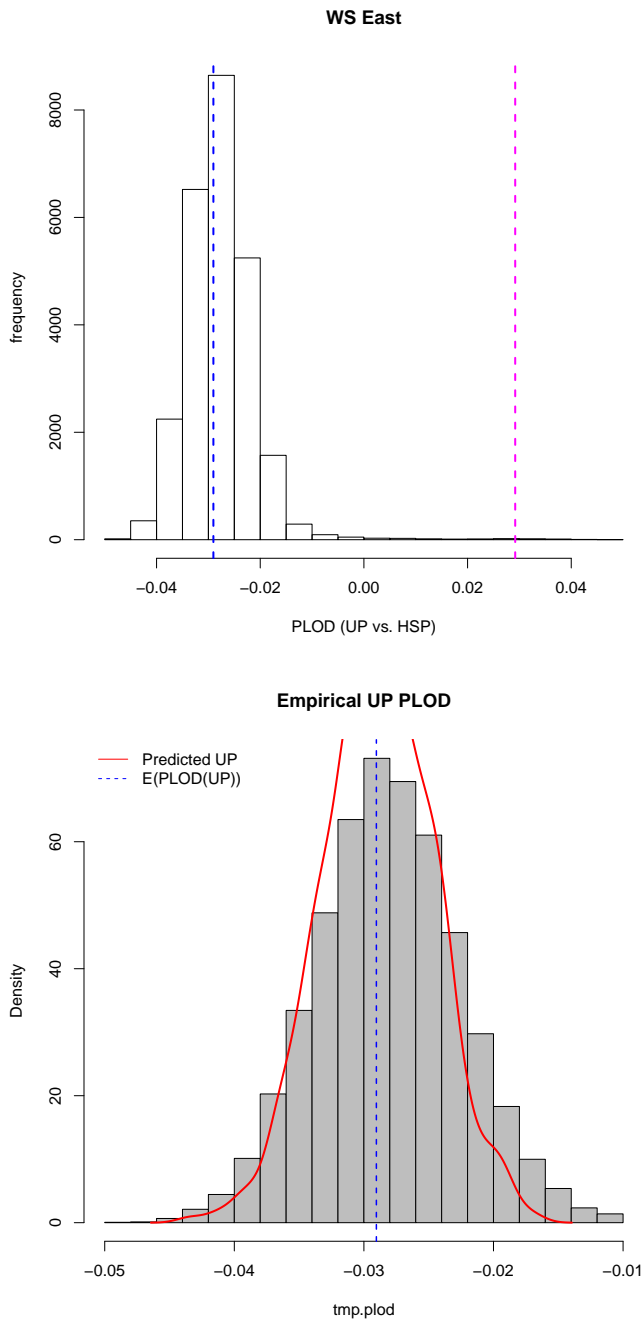 WS East
8000
6000
4000
2000
0
frequency
−0.04 −0.02 0.00 0.02 0.04
PLOD (UP vs. HSP)
Empirical UP PLOD
Predicted UP
E(PLOD(UP))
60
40
20
0
Density
−0.05 −0.04 −0.03 −0.02 −0.01
tmp.plod